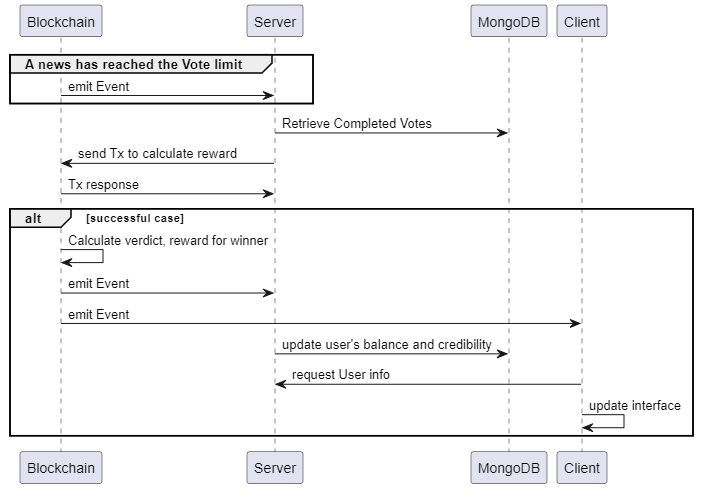 Blockchain Server MongoDB Client
A news has reached the Vote limit
emit Event
Retrieve Completed Votes
send Tx to calculate reward
Tx response
alt [successful case]
Calculate verdict, reward for winner
emit Event
emit Event
update user's balance and credibility
request User info
update interface
Blockchain Server MongoDB Client